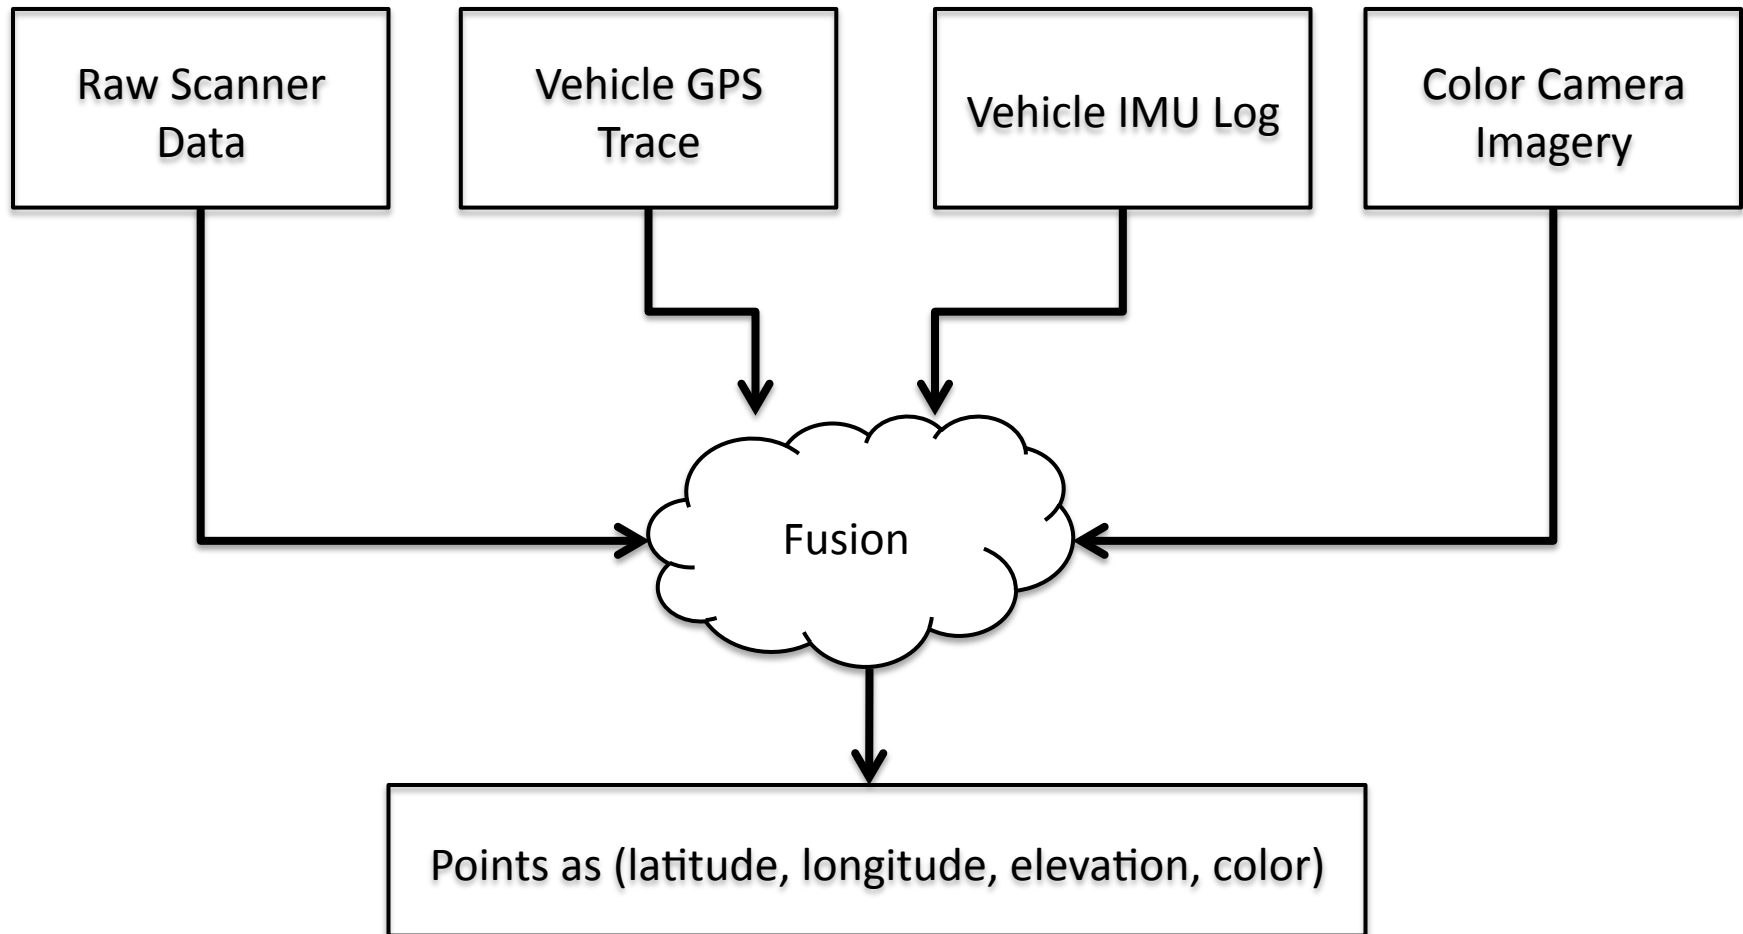 Raw Scanner
Data
Vehicle GPS
Trace
Vehicle IMU Log
Color Camera
Imagery
Fusion
Points as (latitude, longitude, elevation, color)